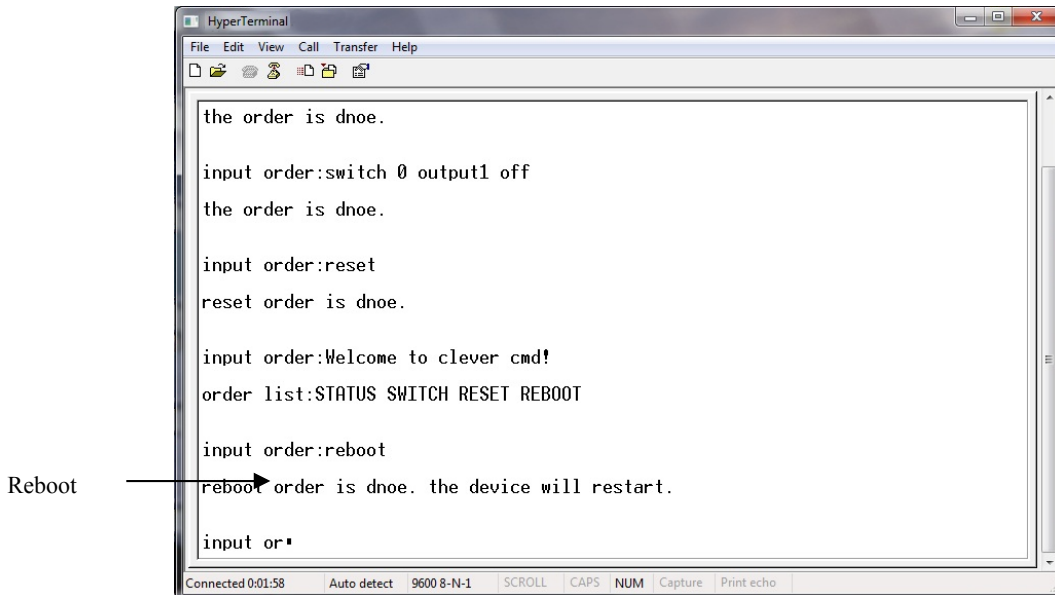 HyperTerminal
File Edit View Call Transfer Help
the order is dnoe.
input order:switch 0 output1 off
the order is dnoe.
input order:reset
reset order is dnoe.
input order:Welcome to clever cmd!
order list:STATUS SWITCH RESET REBOOT
input order:reboot
Reboot
reboot order is dnoe. the device will restart.
input or
Connected 0:01:58 Auto detect 9600 8-N-1 SCROLL CAPS NUM Capture Print echo